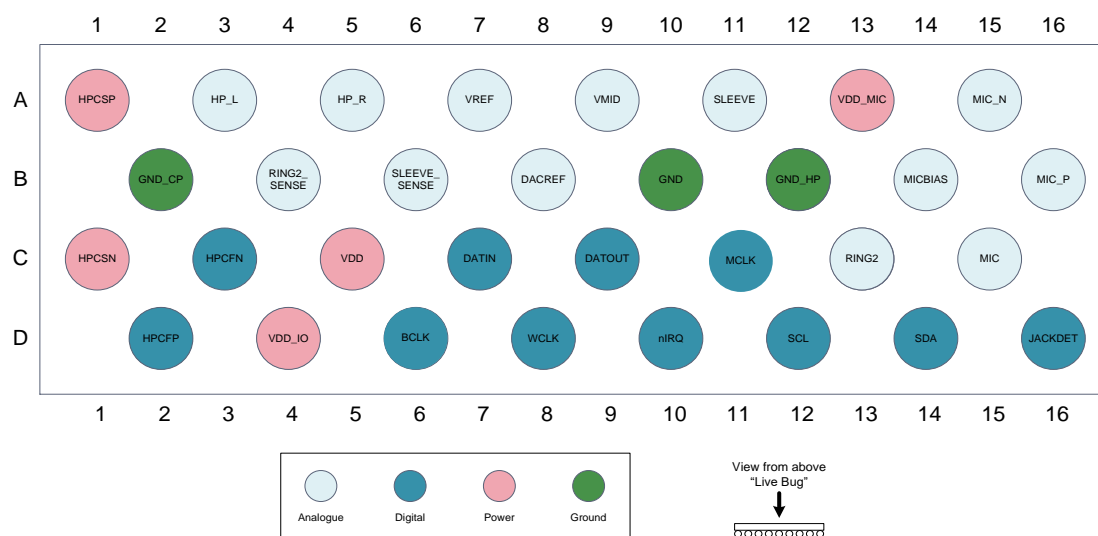 1 2 3 4 5 6 7 8 9 10 11 12 13 14 15 16
A HPCSP HP_L HP_R VREF VMID SLEEVE VDD_MIC MIC_N
B GND_CP RING2_ SENSE SLEEVE_ SENSE DACREF GND GND_HP MICBIAS MIC_P
C HPCSN HPCFN VDD DATIN DATOUT MCLK RING2 MIC
D HPCFP VDD_IO BCLK WCLK nIRQ SCL SDA JACKDET
1 2 3 4 5 6 7 8 9 10 11 12 13 14 15 16
Analogue Digital Power Ground
View from above
“Live Bug”